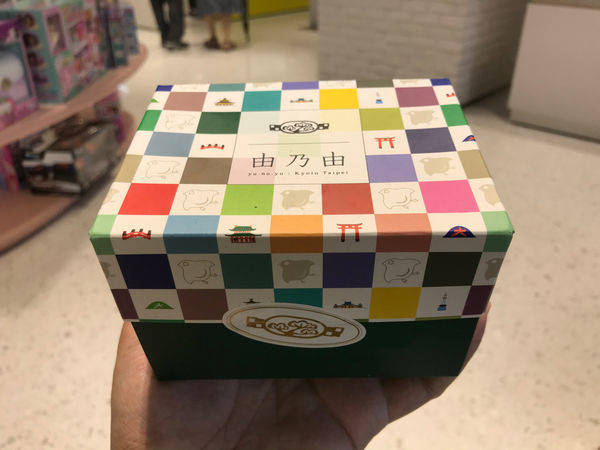 由乃由
yu.no.yu . Kyoto Taipei